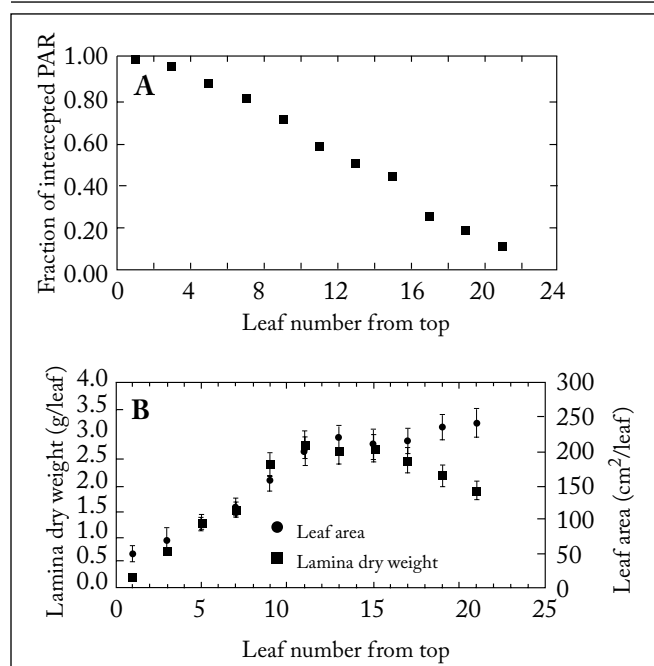 A
Fraction of intercepted PAR
1.00
0.80
0.60
0.40
0.20
0.00
0 4 8 12 16 20 24
Leaf number from top
B
Lamina dry weight (g/leaf)
4.0
3.5
3.0
2.5
2.0
1.5
1.0
0.5
0.0
300
250
200
150
100
50
0
Leaf area (cm²/leaf)
Leaf area
Lamina dry weight
0 5 10 15 20 25
Leaf number from top